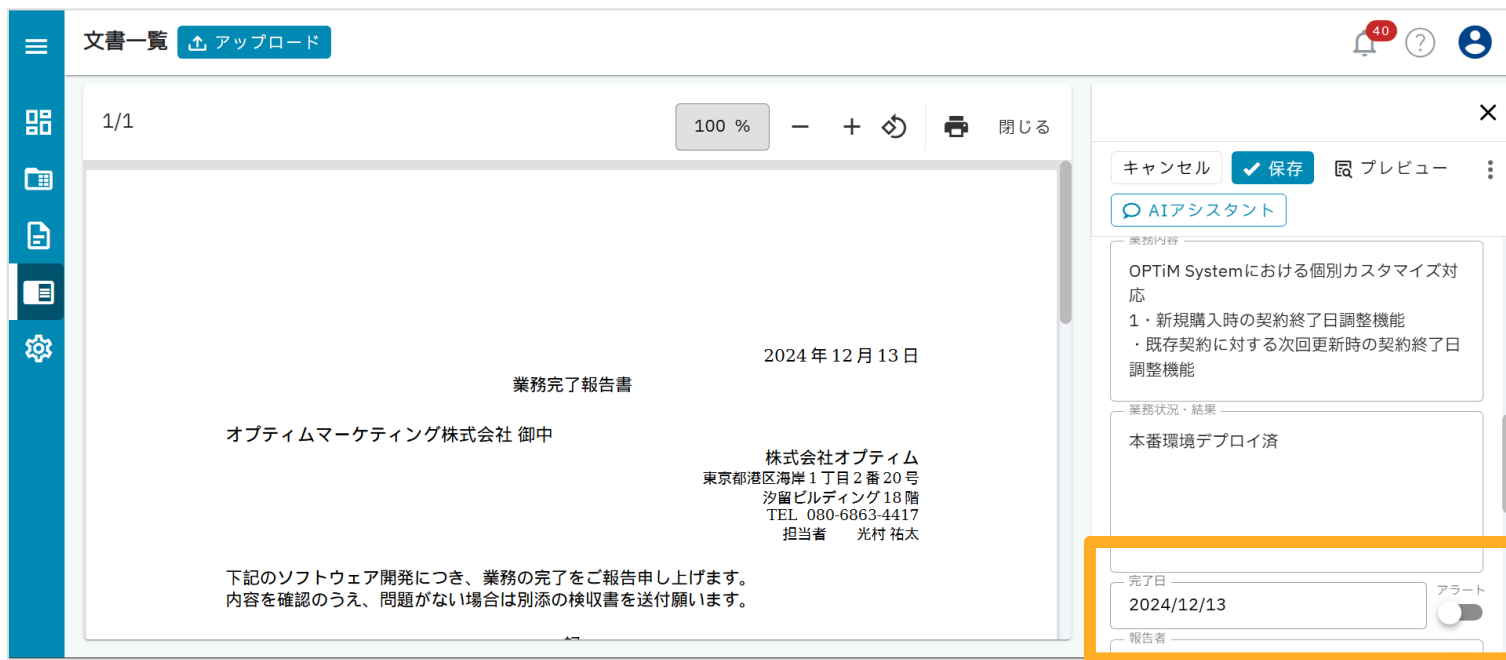 文書一覧
アップロード
40
1/1
100 %
閉じる
2024年12月13日
業務完了報告書
オプティムマーケティング株式会社 御中
株式会社オプティム
東京都港区海岸1丁目2番20号
汐留ビルディング18階
TEL 080-6863-4417
担当者 光村 祐太
下記のソフトウェア開発につき、業務の完了をご報告申し上げます。
内容を確認のうえ、問題がない場合は別添の検収書を送付願います。
キャンセル
保存
プレビュー
AIアシスタント
業務内容
OPTiM Systemにおける個別カスタマイズ対
応
1・新規購入時の契約終了日調整機能
・既存契約に対する次回更新時の契約終了日
調整機能
業務状況・結果
本番環境デプロイ済
完了日
2024/12/13
アラート
報告者